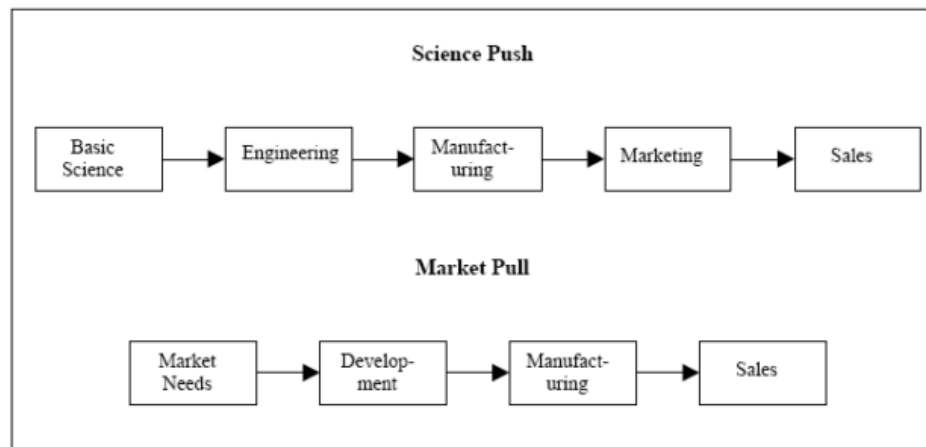 Science Push
Basic
Science
Engineering
Manufact-
uring
Marketing
Sales
Market Pull
Market
Needs
Develop-
ment
Manufact-
uring
Sales